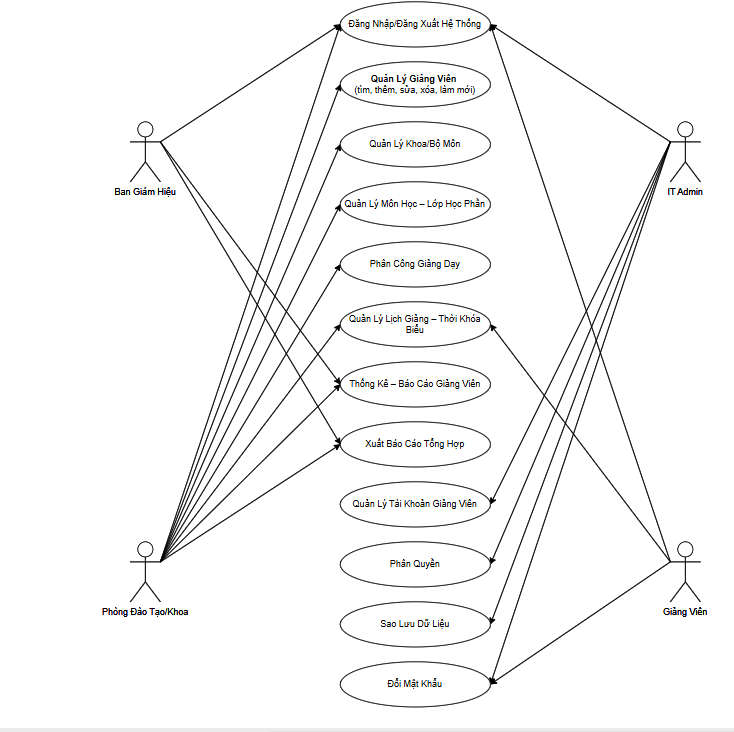 Đăng Nhập/Đăng Xuất Hệ Thống
Quản Lý Giảng Viên
(tìm, thêm, sửa, xóa, làm mới)
Quản Lý Khoa/Bộ Môn
Ban Giám Hiệu
IT Admin
Quản Lý Môn Học – Lớp Học Phần
Phân Công Giảng Dạy
Quản Lý Lịch Giảng – Thời Khóa
Biểu
Thống Kê – Báo Cáo Giảng Viên
Xuất Báo Cáo Tổng Hợp
Quản Lý Tài Khoản Giảng Viên
Phân Quyền
Phòng Đào Tạo/Khoa
Giảng Viên
Sao Lưu Dữ Liệu
Đổi Mật Khẩu